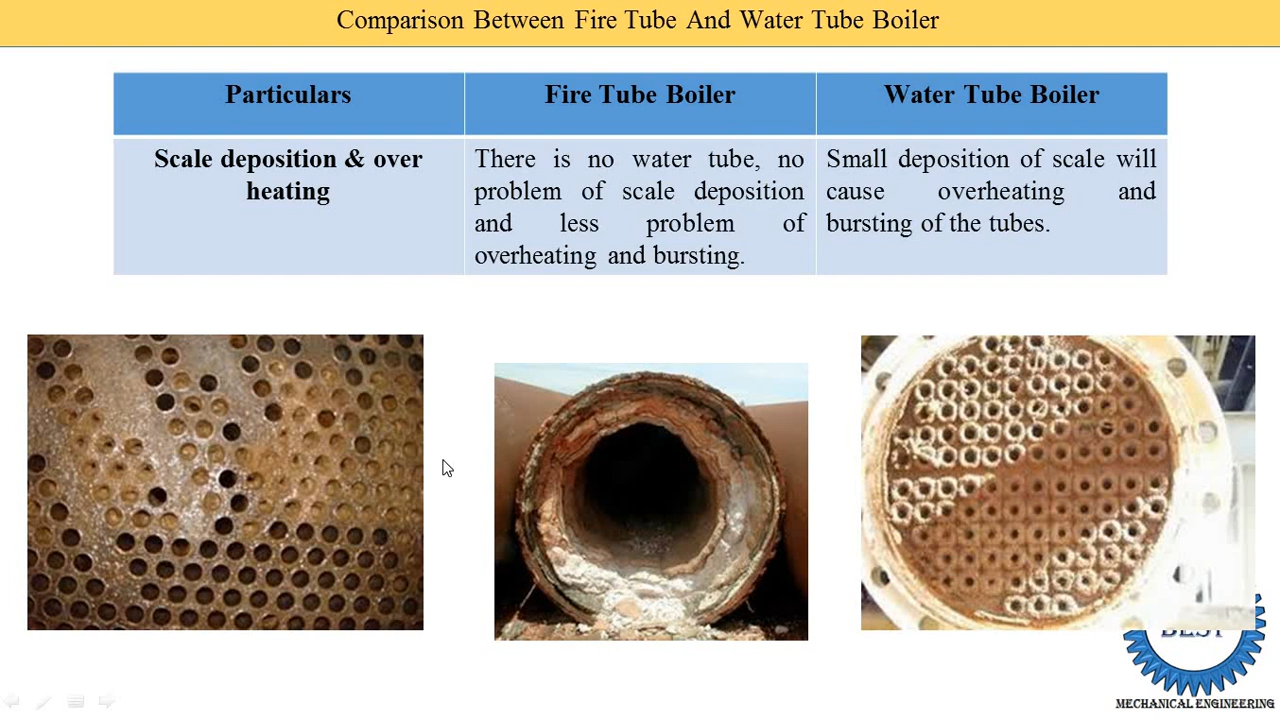 Comparison Between Fire Tube And Water Tube Boiler
Particulars
Fire Tube Boiler
Water Tube Boiler
Scale deposition & over
heating
There is no water tube, no
problem of scale deposition
and less problem of
overheating and bursting.
Small deposition of scale will
cause overheating and
bursting of the tubes.
BEST
MECHANICAL ENGINEERING